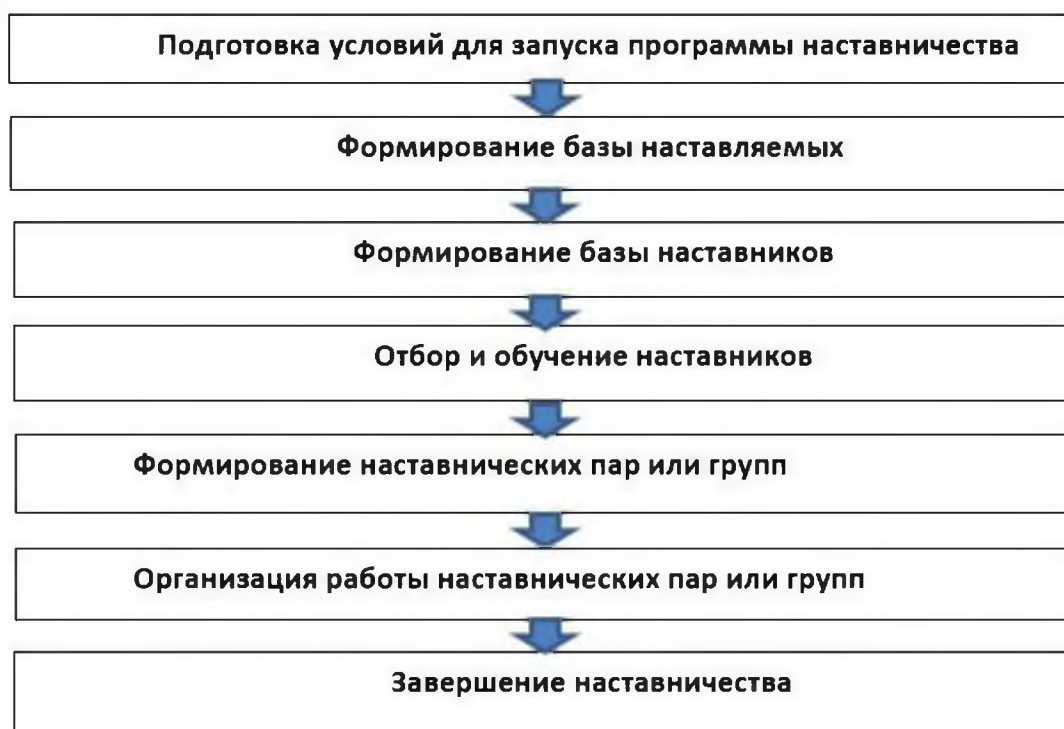 Подготовка условий для запуска программы наставничества
Формирование базы наставляемых
Формирование базы наставников
Отбор и обучение наставников
Формирование наставнических пар или групп
Организация работы наставнических пар или групп
Завершение наставничества